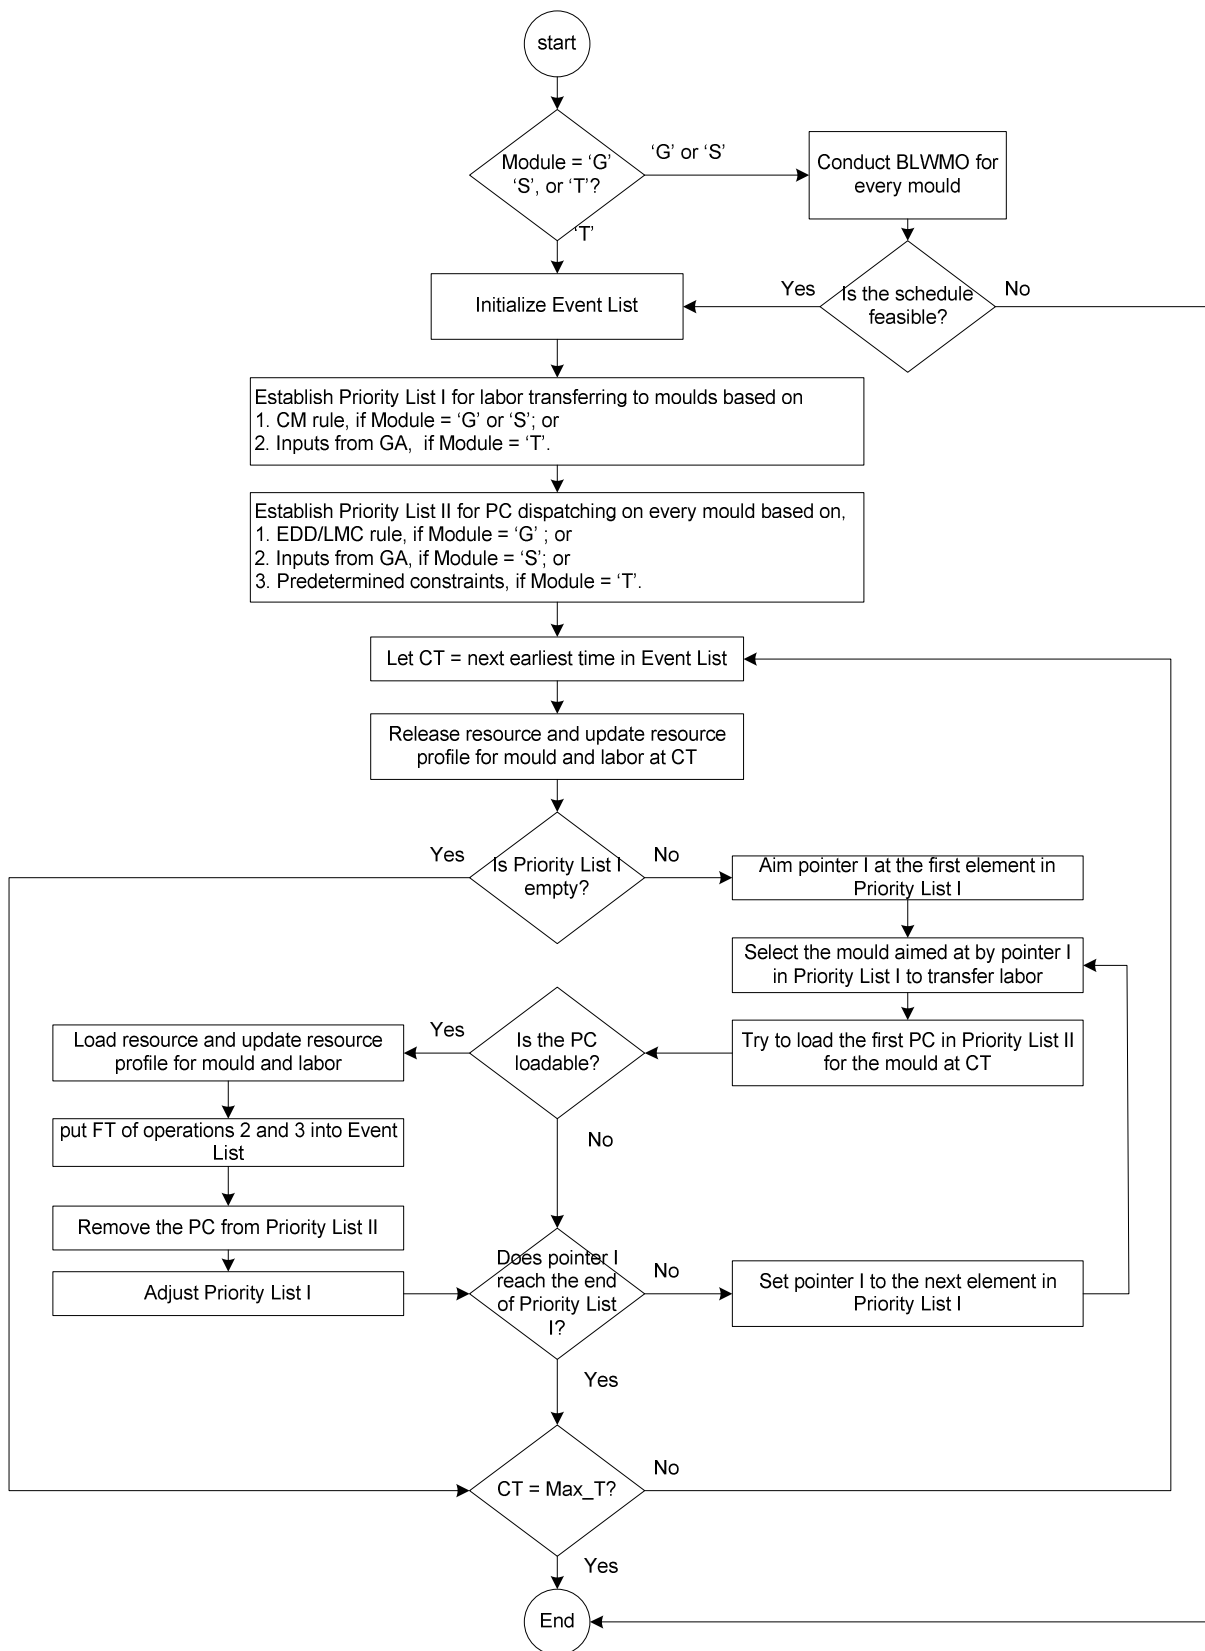 start
Module = ‘G’
‘S’, or ‘T’?
‘G’ or ‘S’
Conduct BLWMO for
every mould
‘T’
Initialize Event List
Yes
Is the schedule
feasible?
No
Establish Priority List I for labor transferring to moulds based on
1. CM rule, if Module = ‘G’ or ‘S’; or
2. Inputs from GA,  if Module = ‘T’.
Establish Priority List II for PC dispatching on every mould based on,
1. EDD/LMC rule, if Module = ‘G’ ; or
2. Inputs from GA, if Module = ‘S’; or
3. Predetermined constraints, if Module = ‘T’.
Let CT = next earliest time in Event List
Release resource and update resource
profile for mould and labor at CT
Yes
Is Priority List I
empty?
No
Aim pointer I at the first element in
Priority List I
Select the mould aimed at by pointer I
in Priority List I to transfer labor
Try to load the first PC in Priority List II
for the mould at CT
Is the PC
loadable?
Yes
Load resource and update resource
profile for mould and labor
put FT of operations 2 and 3 into Event
List
Remove the PC from Priority List II
Adjust Priority List I
No
Does pointer I
reach the end
of Priority List
I?
No
Set pointer I to the next element in
Priority List I
Yes
CT = Max_T?
No
Yes
End